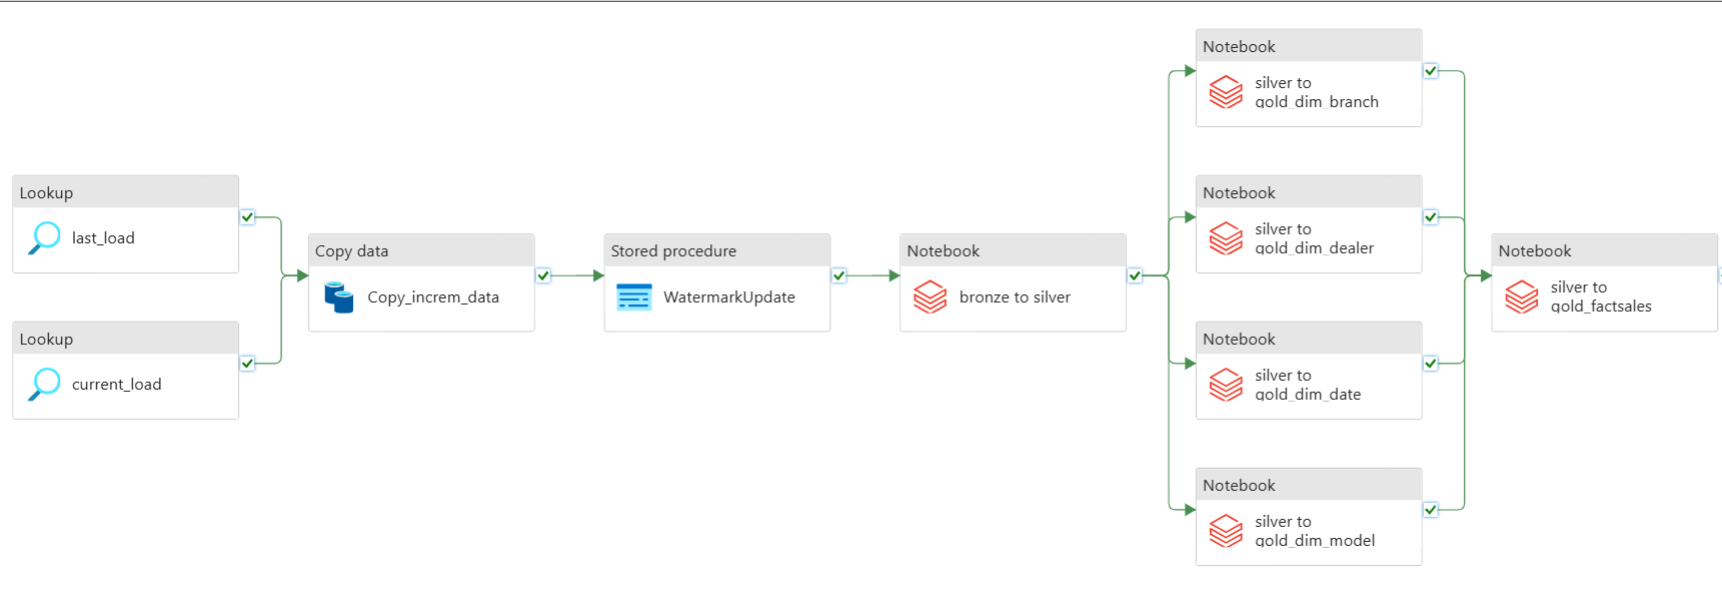 Lookup
last_load
Lookup
current_load
Copy data
Copy_increm_data
Stored procedure
WatermarkUpdate
Notebook
bronze to silver
Notebook
silver to
gold_dim_branch
Notebook
silver to
gold_dim_dealer
Notebook
silver to
gold_dim_date
Notebook
silver to
gold_dim_model
Notebook
silver to
gold_factsales